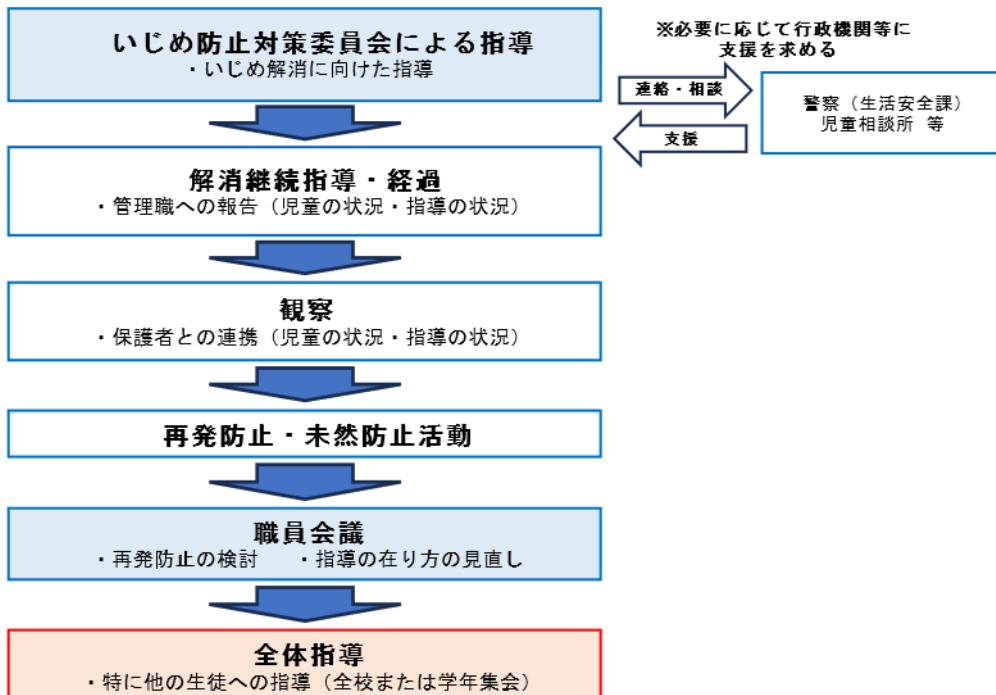 いじめ防止対策委員会による指導
・いじめ解消に向けた指導
※必要に応じて行政機関等に
支援を求める
連絡・相談
支援
警察（生活安全課）
児童相談所 等
解消継続指導・経過
・管理職への報告（児童の状況・指導の状況）
観察
・保護者との連携（児童の状況・指導の状況）
再発防止・未然防止活動
職員会議
・再発防止の検討　　・指導の在り方の見直し
全体指導
・特に他の生徒への指導（全校または学年集会）